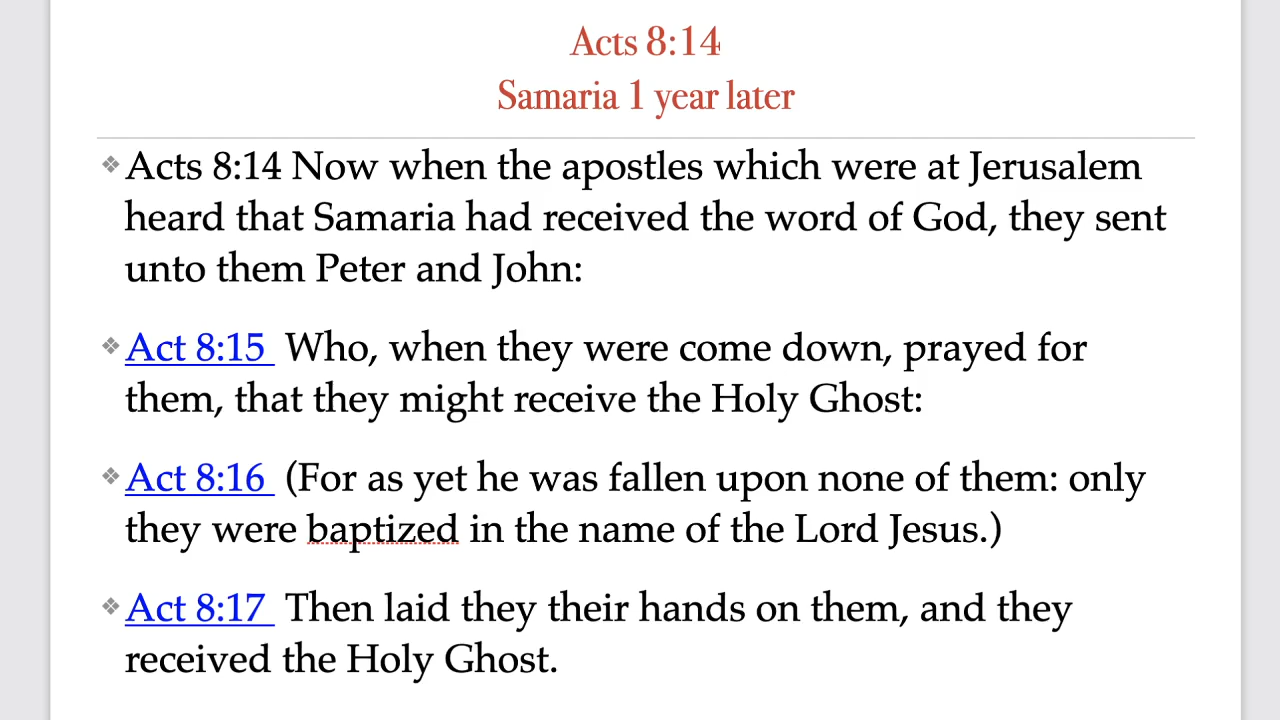 Acts 8:14
Samaria 1 year later
❖ Acts 8:14 Now when the apostles which were at Jerusalem
heard that Samaria had received the word of God, they sent
unto them Peter and John:
❖ Act 8:15 Who, when they were come down, prayed for
them, that they might receive the Holy Ghost:
❖ Act 8:16 (For as yet he was fallen upon none of them: only
they were baptized in the name of the Lord Jesus.)
❖ Act 8:17 Then laid they their hands on them, and they
received the Holy Ghost.